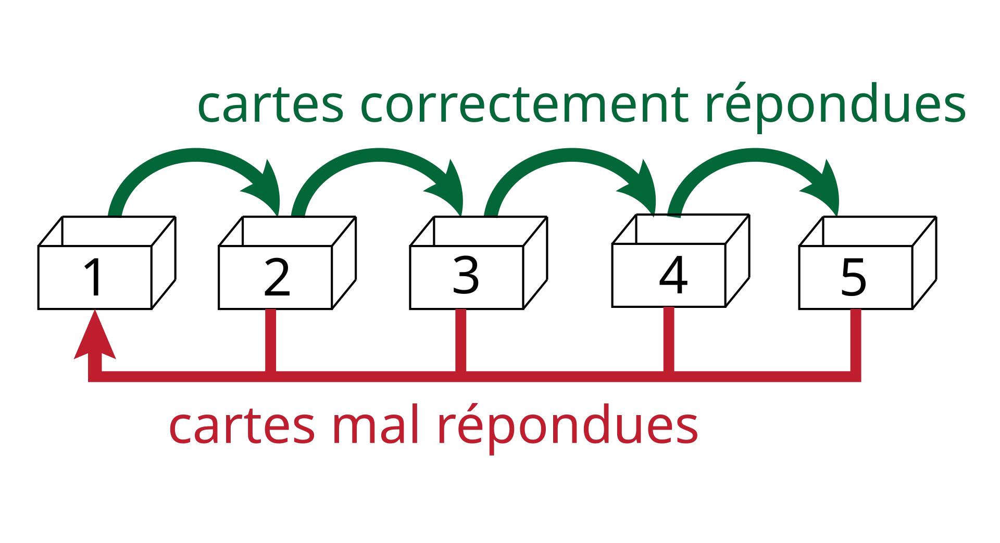 cartes correctement répondues
1 2 3 4 5
cartes mal répondues